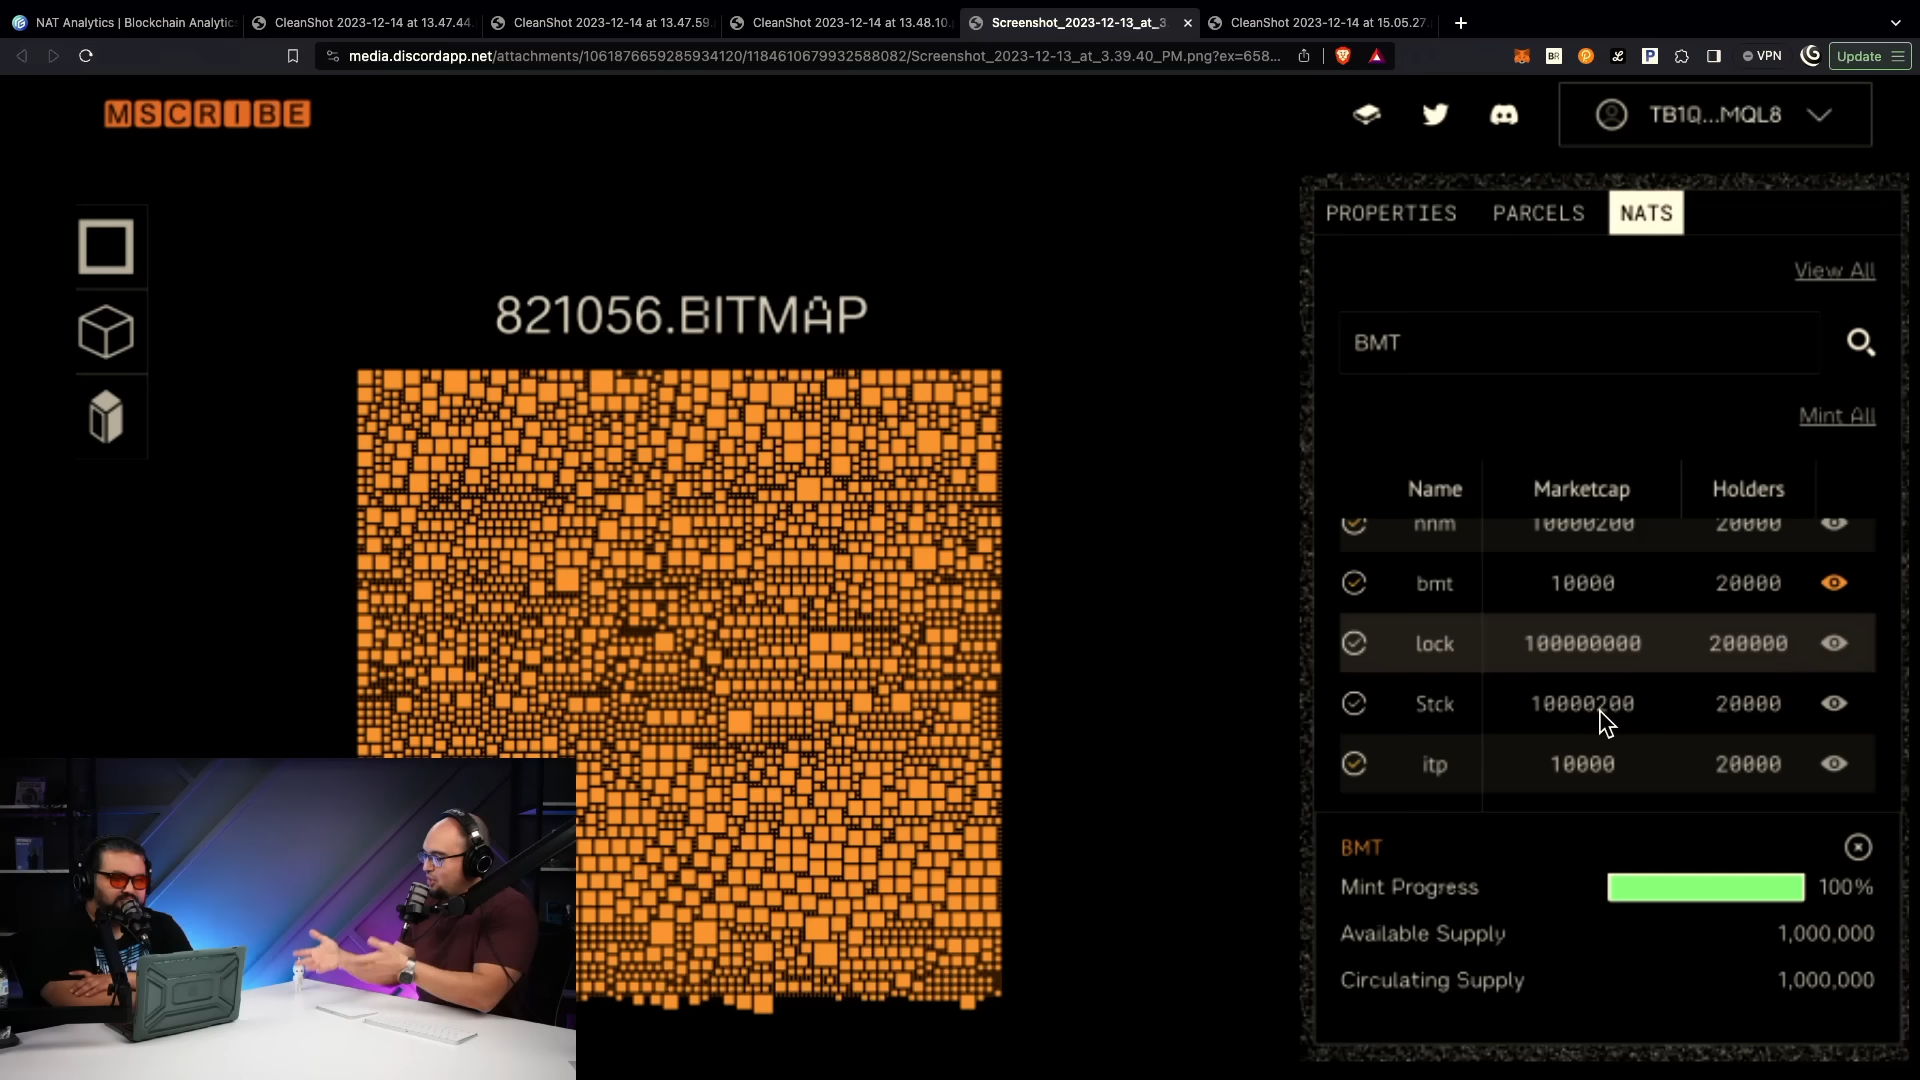 NAT Analytics | Blockchain Analytics
CleanShot 2023-12-14 at 13.47.44
CleanShot 2023-12-14 at 13.47.59
CleanShot 2023-12-14 at 13.48.10
Screenshot_2023-12-13_at_3
CleanShot 2023-12-14 at 15.05.27
media.discordapp.net/attachments/1061876659285934120/1184610679932588082/Screenshot_2023-12-13_at_3.39.40_PM.png?ex=658...
BR
P
VPN
Update
MSCRIBE
TB1Q...MQL8
PROPERTIES PARCELS NATS
View All
821056.BITMAP
BMT
Mint All
Name Marketcap Holders
nnm 10000200 20000
bmt 10000 20000
lock 100000000 200000
Stck 10000200 20000
itp 10000 20000
BMT
Mint Progress 100%
Available Supply 1,000,000
Circulating Supply 1,000,000